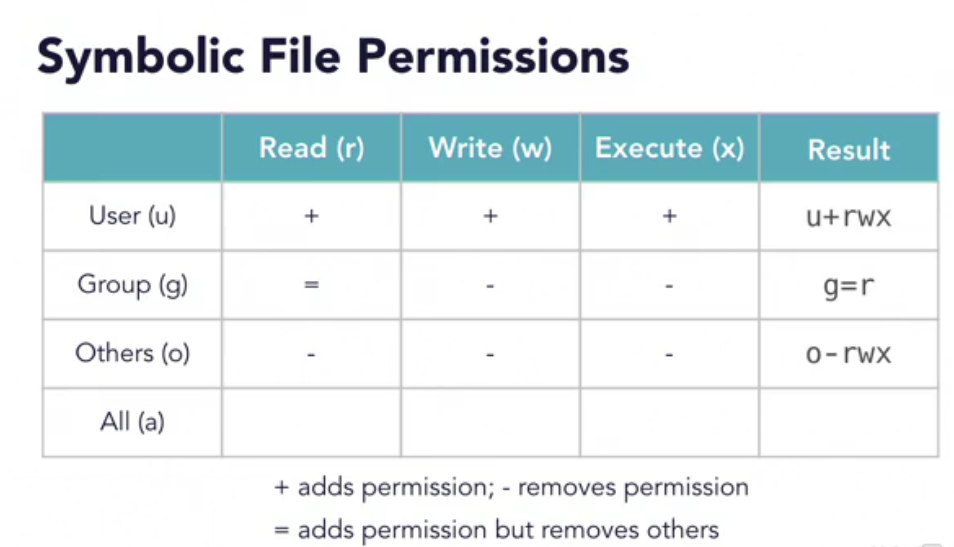 Symbolic File Permissions
Read (r) Write (w) Execute (x) Result
User (u) + + + u+rwx
Group (g) = - - g=r
Others (o) - - - o-rwx
All (a)
+ adds permission; - removes permission
= adds permission but removes others